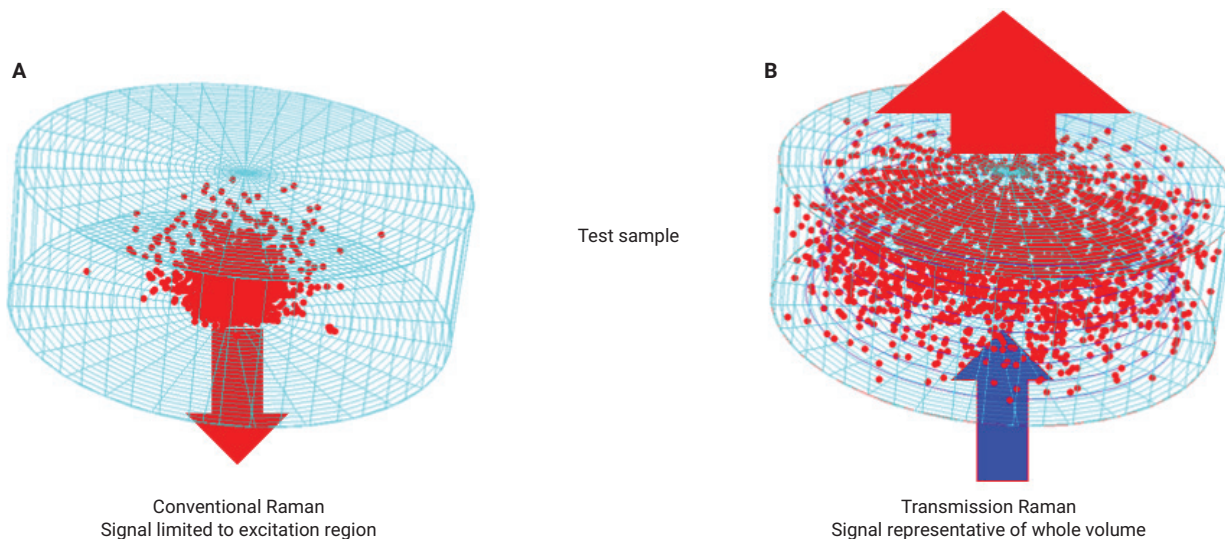 A
B
Test sample
Conventional Raman
Signal limited to excitation region
Transmission Raman
Signal representative of whole volume